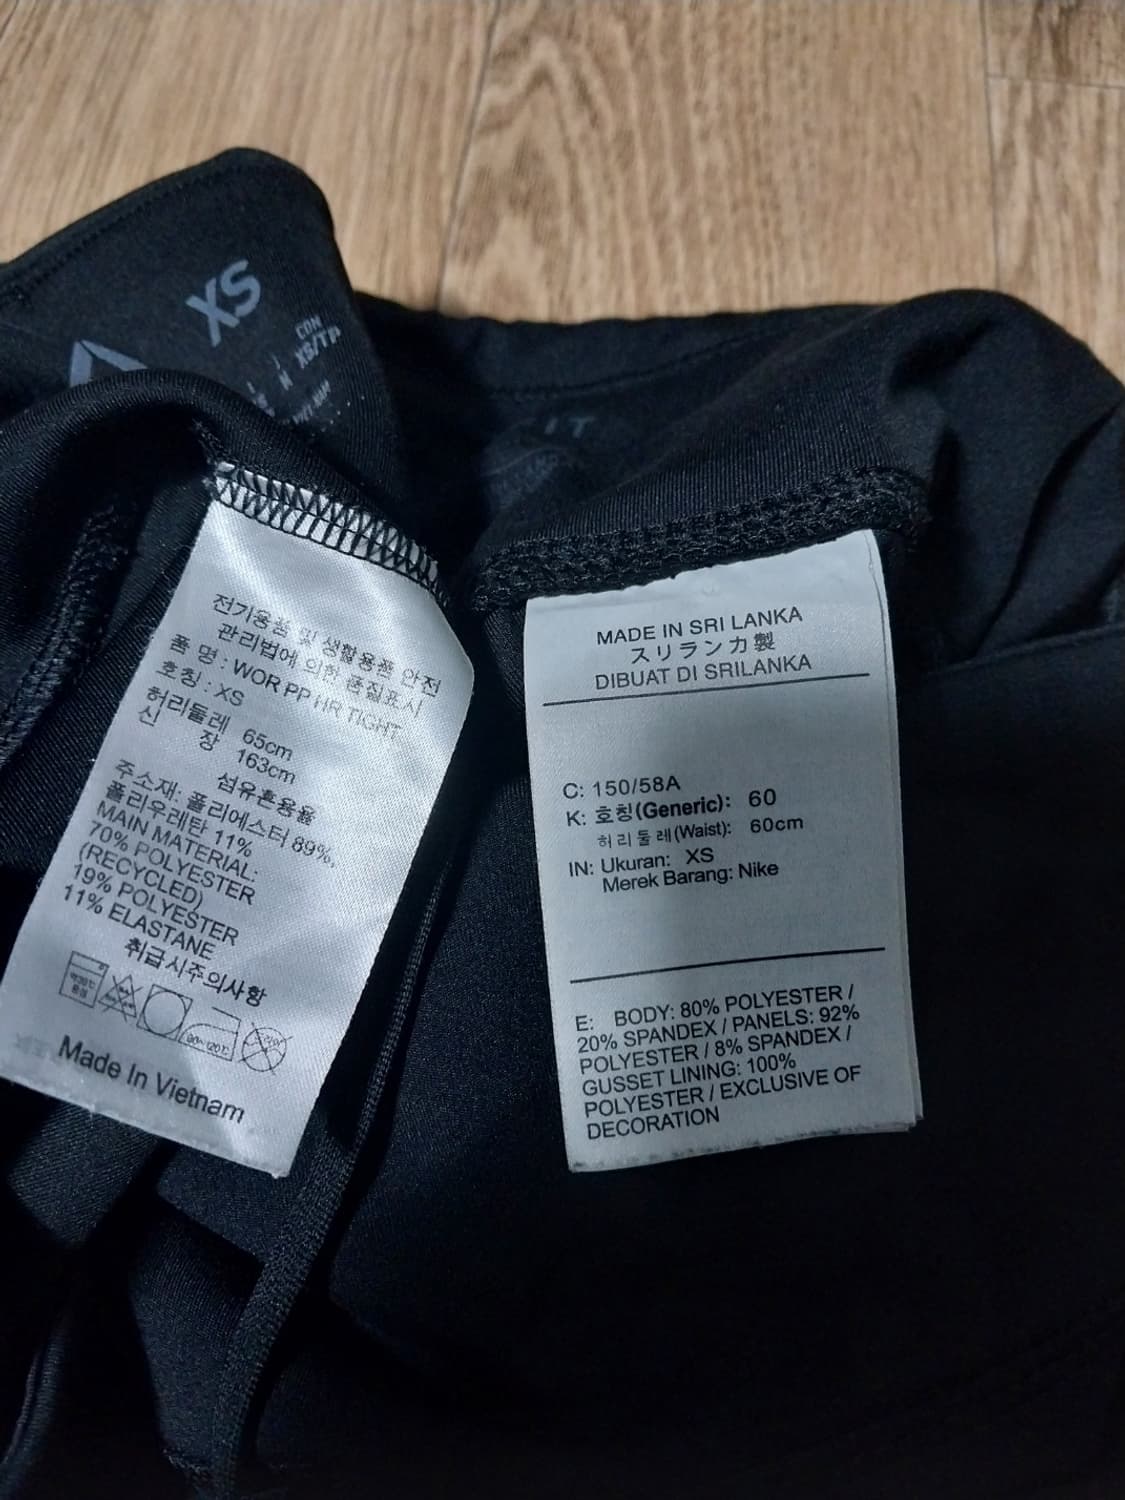 XS
전기용품 및 생활용품 안전
관리법에 의한 품질표시
품 명 : WOR PP HR TIGHT
호칭 : XS
허리둘레 65cm
신 장 163cm
섬유혼용율
주소재: 폴리에스터 89%,
폴리우레탄 11%
MAIN MATERIAL:
70% POLYESTER
(RECYCLED)
19% POLYESTER
11% ELASTANE
취급시주의사항
80~120℃
Made In Vietnam
MADE IN SRI LANKA
スリランカ製
DIBUAT DI SRILANKA
C: 150/58A
K: 호칭(Generic): 60
허리둘레(Waist): 60cm
IN: Ukuran: XS
Merek Barang: Nike
E: BODY: 80% POLYESTER /
20% SPANDEX / PANELS: 92%
POLYESTER / 8% SPANDEX /
GUSSET LINING: 100%
POLYESTER / EXCLUSIVE OF
DECORATION